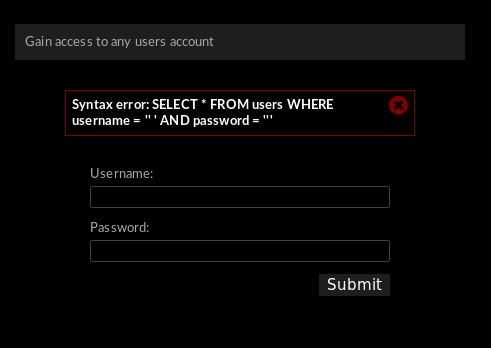 Gain access to any users account
Syntax error: SELECT * FROM users WHERE
username = '' ' AND password = '''
Username:
Password:
Submit